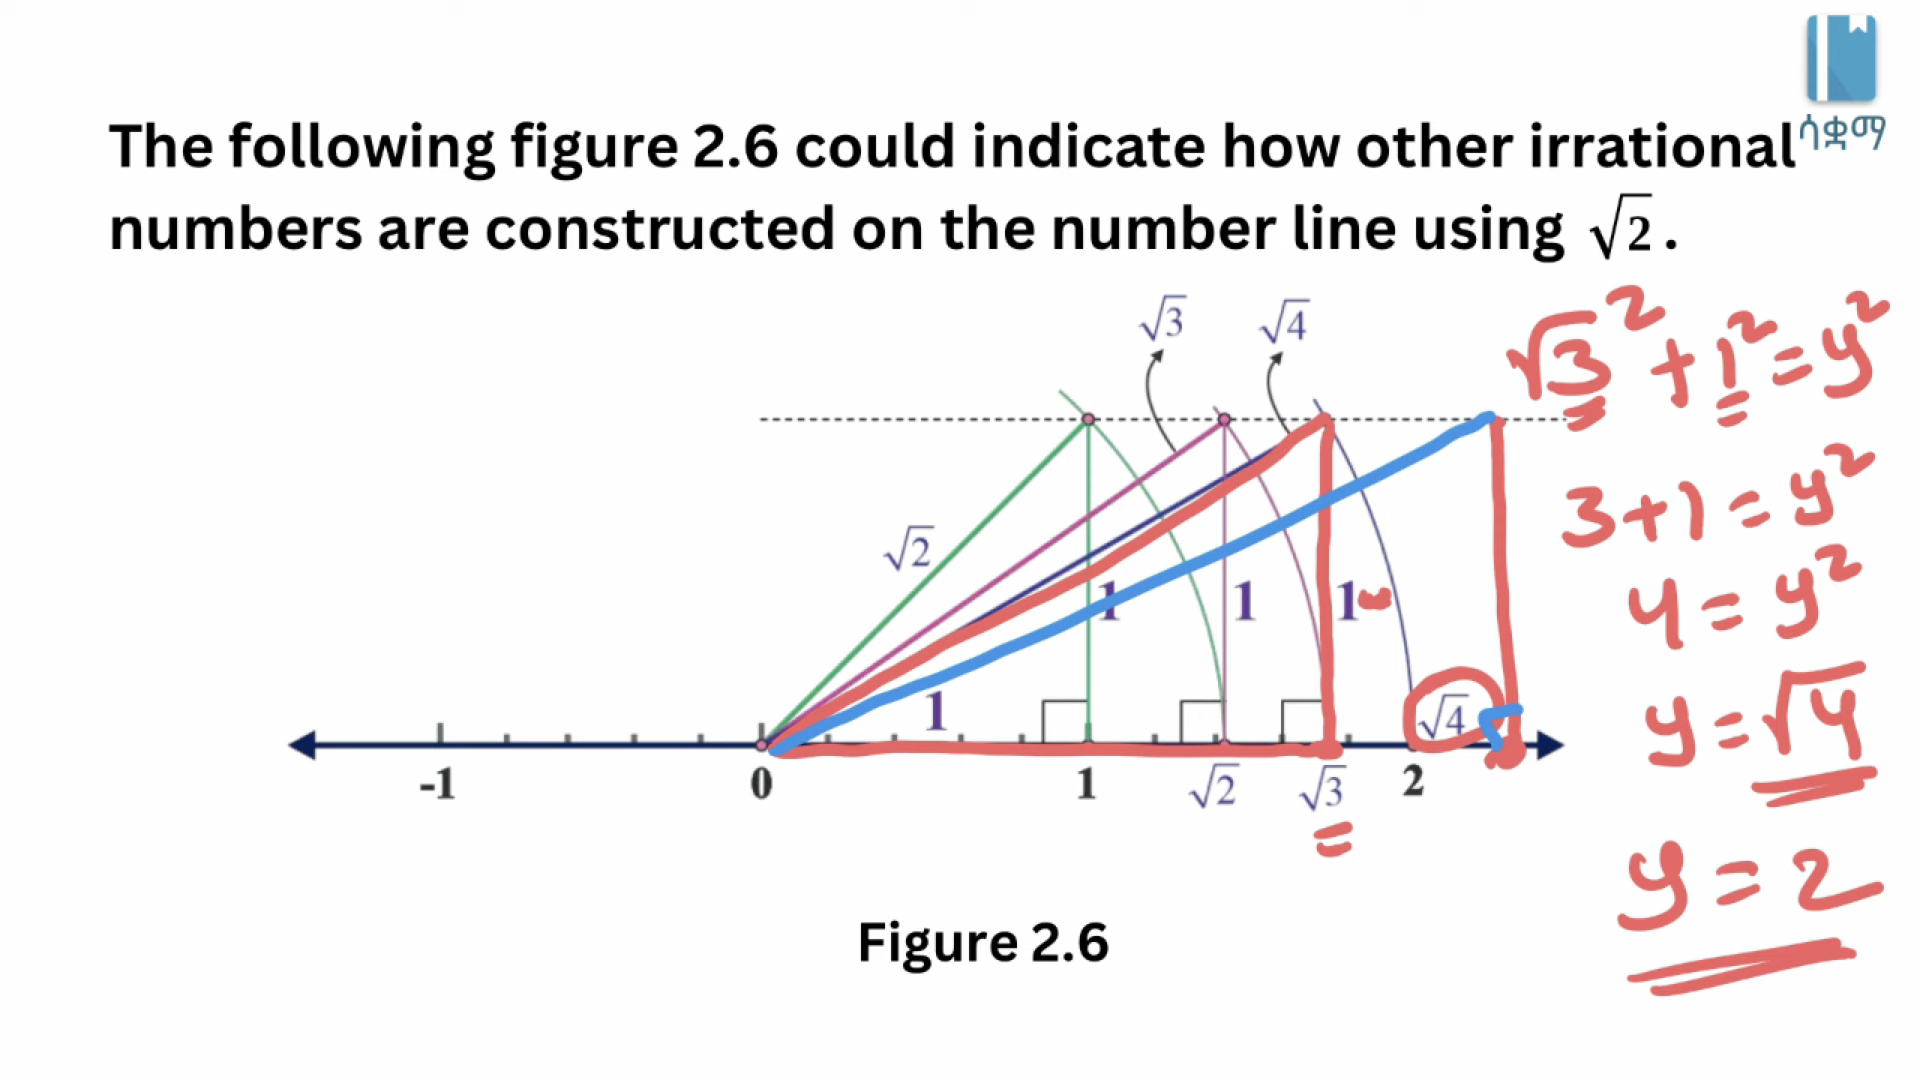 ሳቋማ
The following figure 2.6 could indicate how other irrational
numbers are constructed on the number line using √2.
√3 √4
√3² + 1² = y²
3+1 = y²
√2
1 1 1
4 = y²
1
√4
y = √4
-1 0 1 √2 √3 2
=
y = 2
Figure 2.6